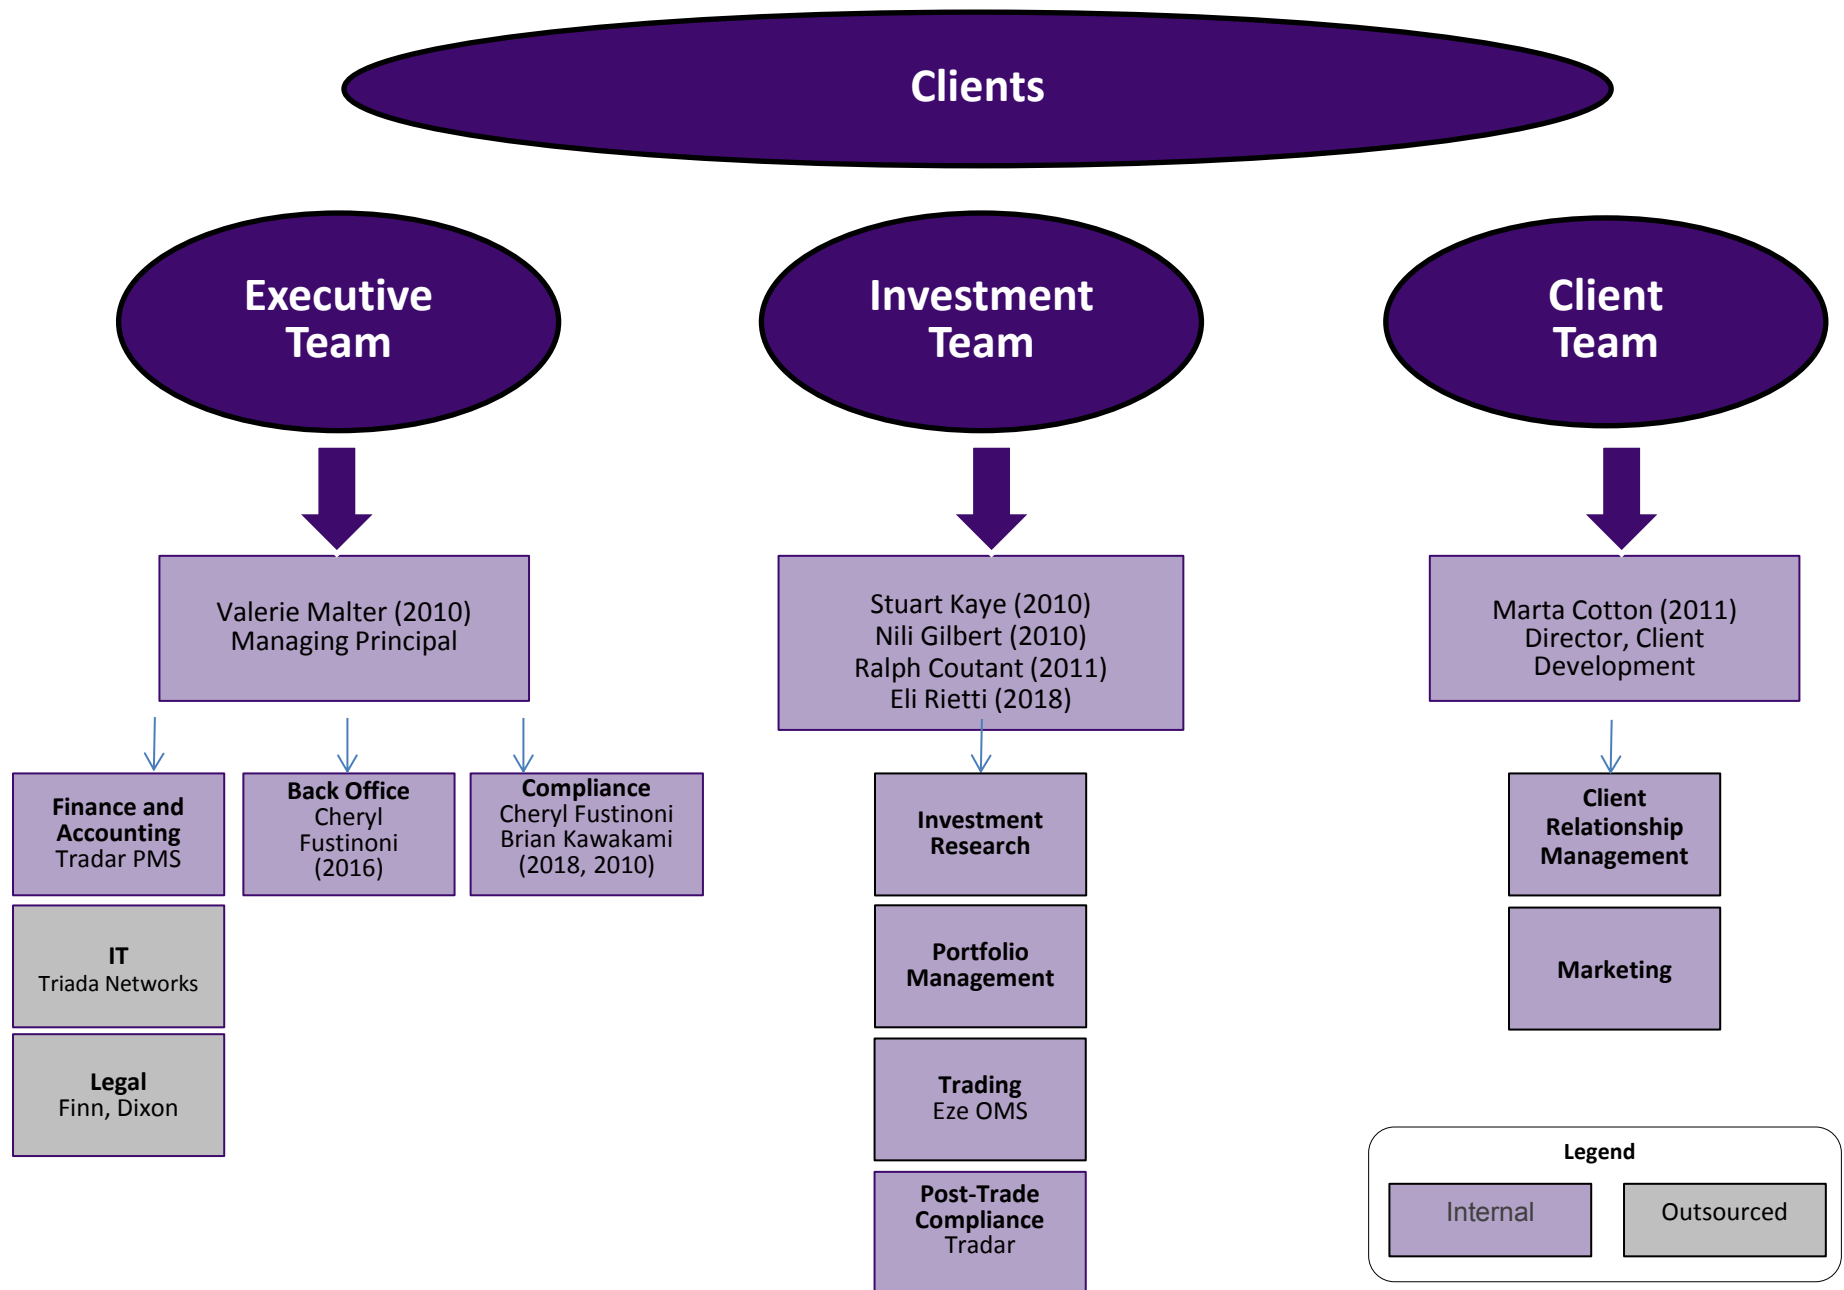 Clients
Executive
Team
Investment
Team
Client
Team
Valerie Malter (2010)
Managing Principal
Stuart Kaye (2010)
Nili Gilbert (2010)
Ralph Coutant (2011)
Eli Rietti (2018)
Marta Cotton (2011)
Director, Client
Development
Finance and
Accounting
Tradar PMS
Back Office
Cheryl
Fustinoni
(2016)
Compliance
Cheryl Fustinoni
Brian Kawakami
(2018, 2010)
Investment
Research
Client
Relationship
Management
IT
Triada Networks
Portfolio
Management
Marketing
Legal
Finn, Dixon
Trading
Eze OMS
Post-Trade
Compliance
Tradar
Legend
Internal
Outsourced